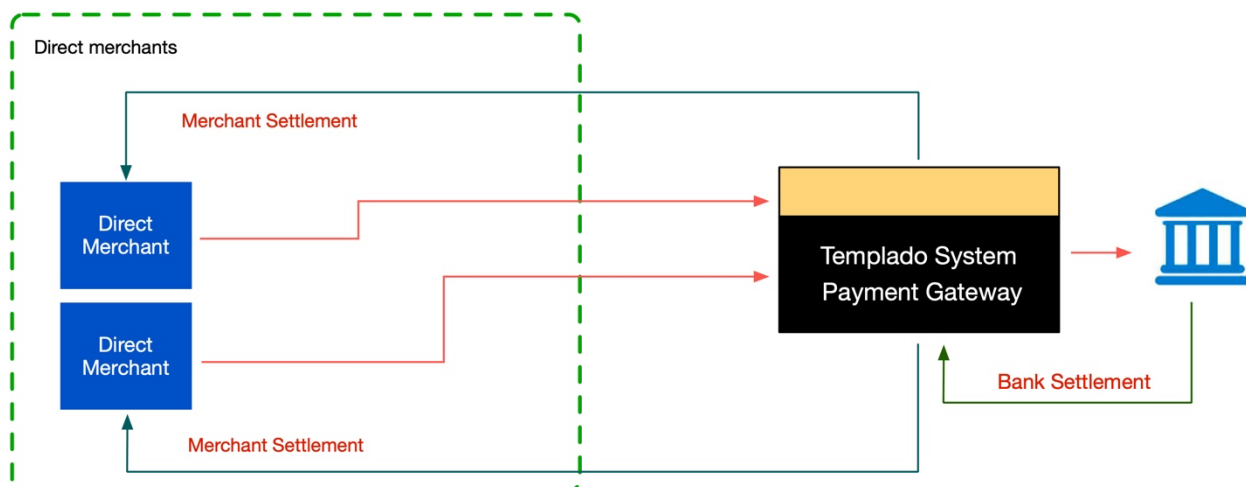 Direct merchants
Merchant Settlement
Direct
Merchant
Templado System
Payment Gateway
Direct
Merchant
Bank Settlement
Merchant Settlement